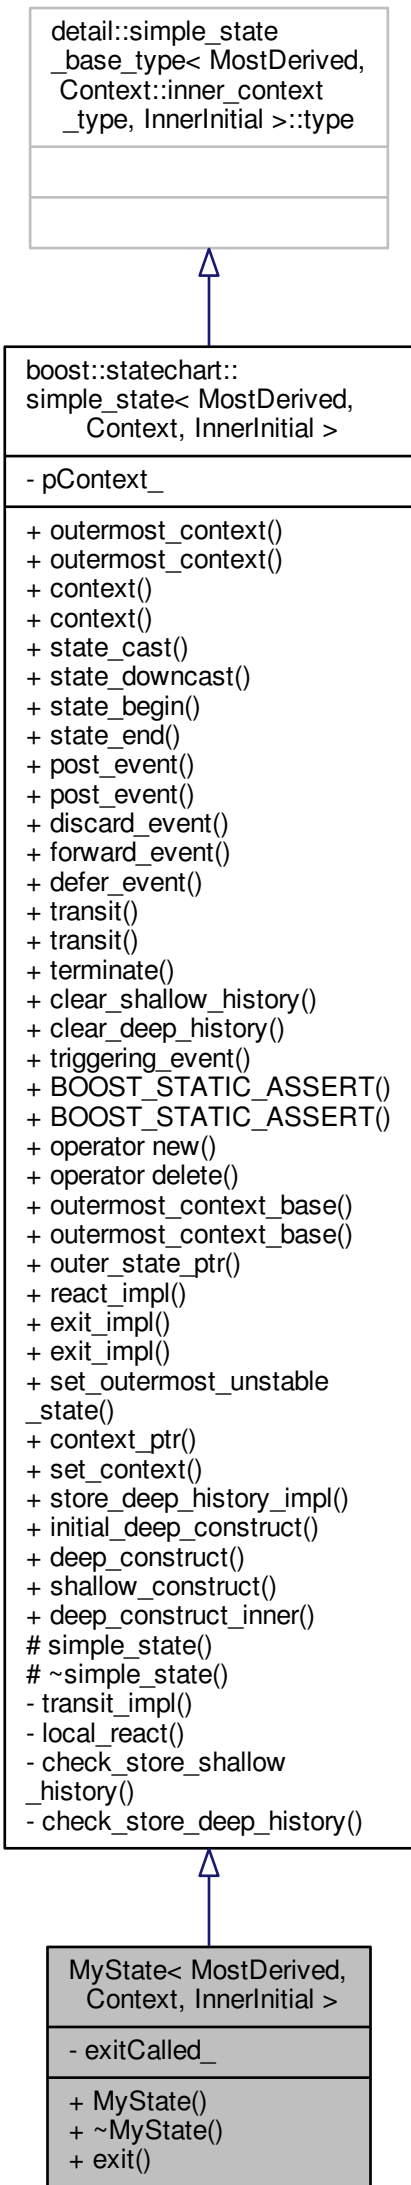 detail::simple_state
_base_type< MostDerived,
Context::inner_context
_type, InnerInitial >::type
boost::statechart::
simple_state< MostDerived,
Context, InnerInitial >
- pContext_
+ outermost_context()
+ outermost_context()
+ context()
+ context()
+ state_cast()
+ state_downcast()
+ state_begin()
+ state_end()
+ post_event()
+ post_event()
+ discard_event()
+ forward_event()
+ defer_event()
+ transit()
+ transit()
+ terminate()
+ clear_shallow_history()
+ clear_deep_history()
+ triggering_event()
+ BOOST_STATIC_ASSERT()
+ BOOST_STATIC_ASSERT()
+ operator new()
+ operator delete()
+ outermost_context_base()
+ outermost_context_base()
+ outer_state_ptr()
+ react_impl()
+ exit_impl()
+ exit_impl()
+ set_outermost_unstable
_state()
+ context_ptr()
+ set_context()
+ store_deep_history_impl()
+ initial_deep_construct()
+ deep_construct()
+ shallow_construct()
+ deep_construct_inner()
# simple_state()
# ~simple_state()
- transit_impl()
- local_react()
- check_store_shallow
_history()
- check_store_deep_history()
MyState< MostDerived,
Context, InnerInitial >
- exitCalled_
+ MyState()
+ ~MyState()
+ exit()